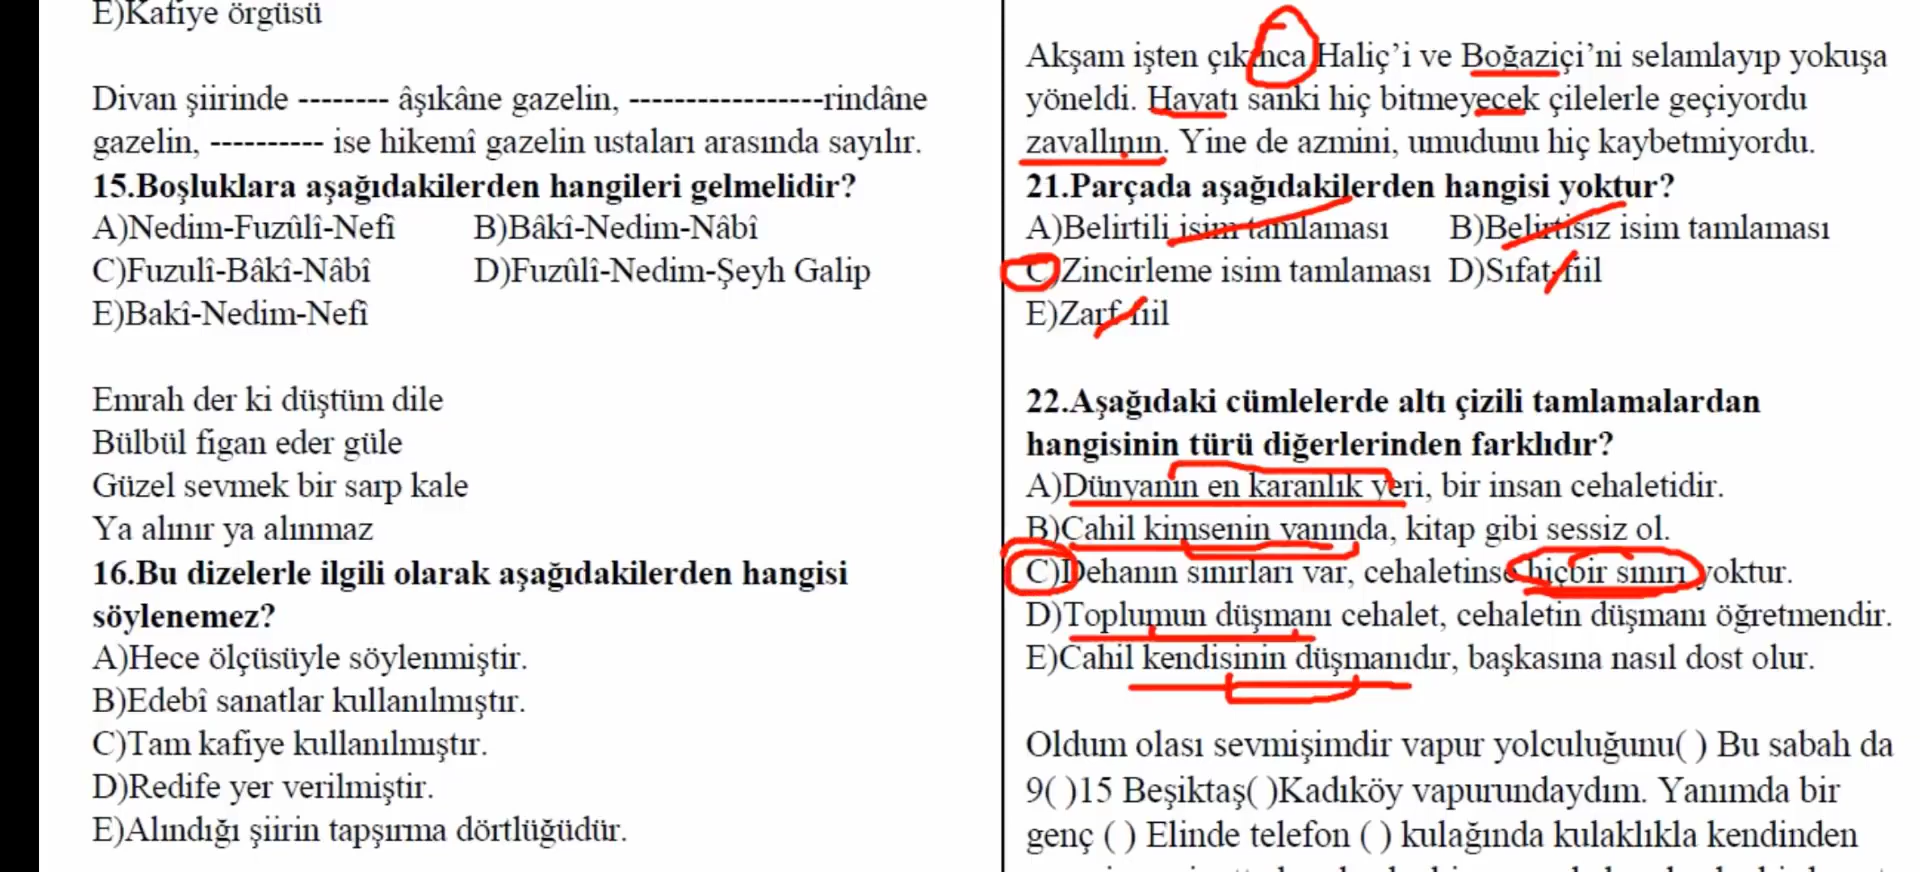 E)Kafiye örgüsü
Divan şiirinde -------- âşıkâne gazelin, -----------------rindâne
gazelin, ---------- ise hikemî gazelin ustaları arasında sayılır.
15.Boşluklara aşağıdakilerden hangileri gelmelidir?
A)Nedim-Fuzûlî-Nefî B)Bâkî-Nedim-Nâbî
C)Fuzulî-Bâkî-Nâbî D)Fuzûlî-Nedim-Şeyh Galip
E)Bakî-Nedim-Nefî
Emrah der ki düştüm dile
Bülbül figan eder güle
Güzel sevmek bir sarp kale
Ya alınır ya alınmaz
16.Bu dizelerle ilgili olarak aşağıdakilerden hangisi
söylenemez?
A)Hece ölçüsüyle söylenmiştir.
B)Edebî sanatlar kullanılmıştır.
C)Tam kafiye kullanılmıştır.
D)Redife yer verilmiştir.
E)Alındığı şiirin tapşırma dörtlüğüdür.
Akşam işten çıkınca Haliç'i ve Boğaziçi'ni selamlayıp yokuşa
yöneldi. Hayatı sanki hiç bitmeyecek çilelerle geçiyordu
zavallının. Yine de azmini, umudunu hiç kaybetmiyordu.
21.Parçada aşağıdakilerden hangisi yoktur?
A)Belirtili isim tamlaması B)Belirtisiz isim tamlaması
C)Zincirleme isim tamlaması D)Sıfat-fiil
E)Zarf-fiil
22.Aşağıdaki cümlelerde altı çizili tamlamalardan
hangisinin türü diğerlerinden farklıdır?
A)Dünyanın en karanlık yeri, bir insan cehaletidir.
B)Cahil kimsenin yanında, kitap gibi sessiz ol.
C)Dehanın sınırları var, cehaletinse hiçbir sınırı yoktur.
D)Toplumun düşmanı cehalet, cehaletin düşmanı öğretmendir.
E)Cahil kendisinin düşmanıdır, başkasına nasıl dost olur.
Oldum olası sevmişimdir vapur yolculuğunu( ) Bu sabah da
9( )15 Beşiktaş( )Kadıköy vapurundaydım. Yanımda bir
genç ( ) Elinde telefon ( ) kulağında kulaklıkla kendinden